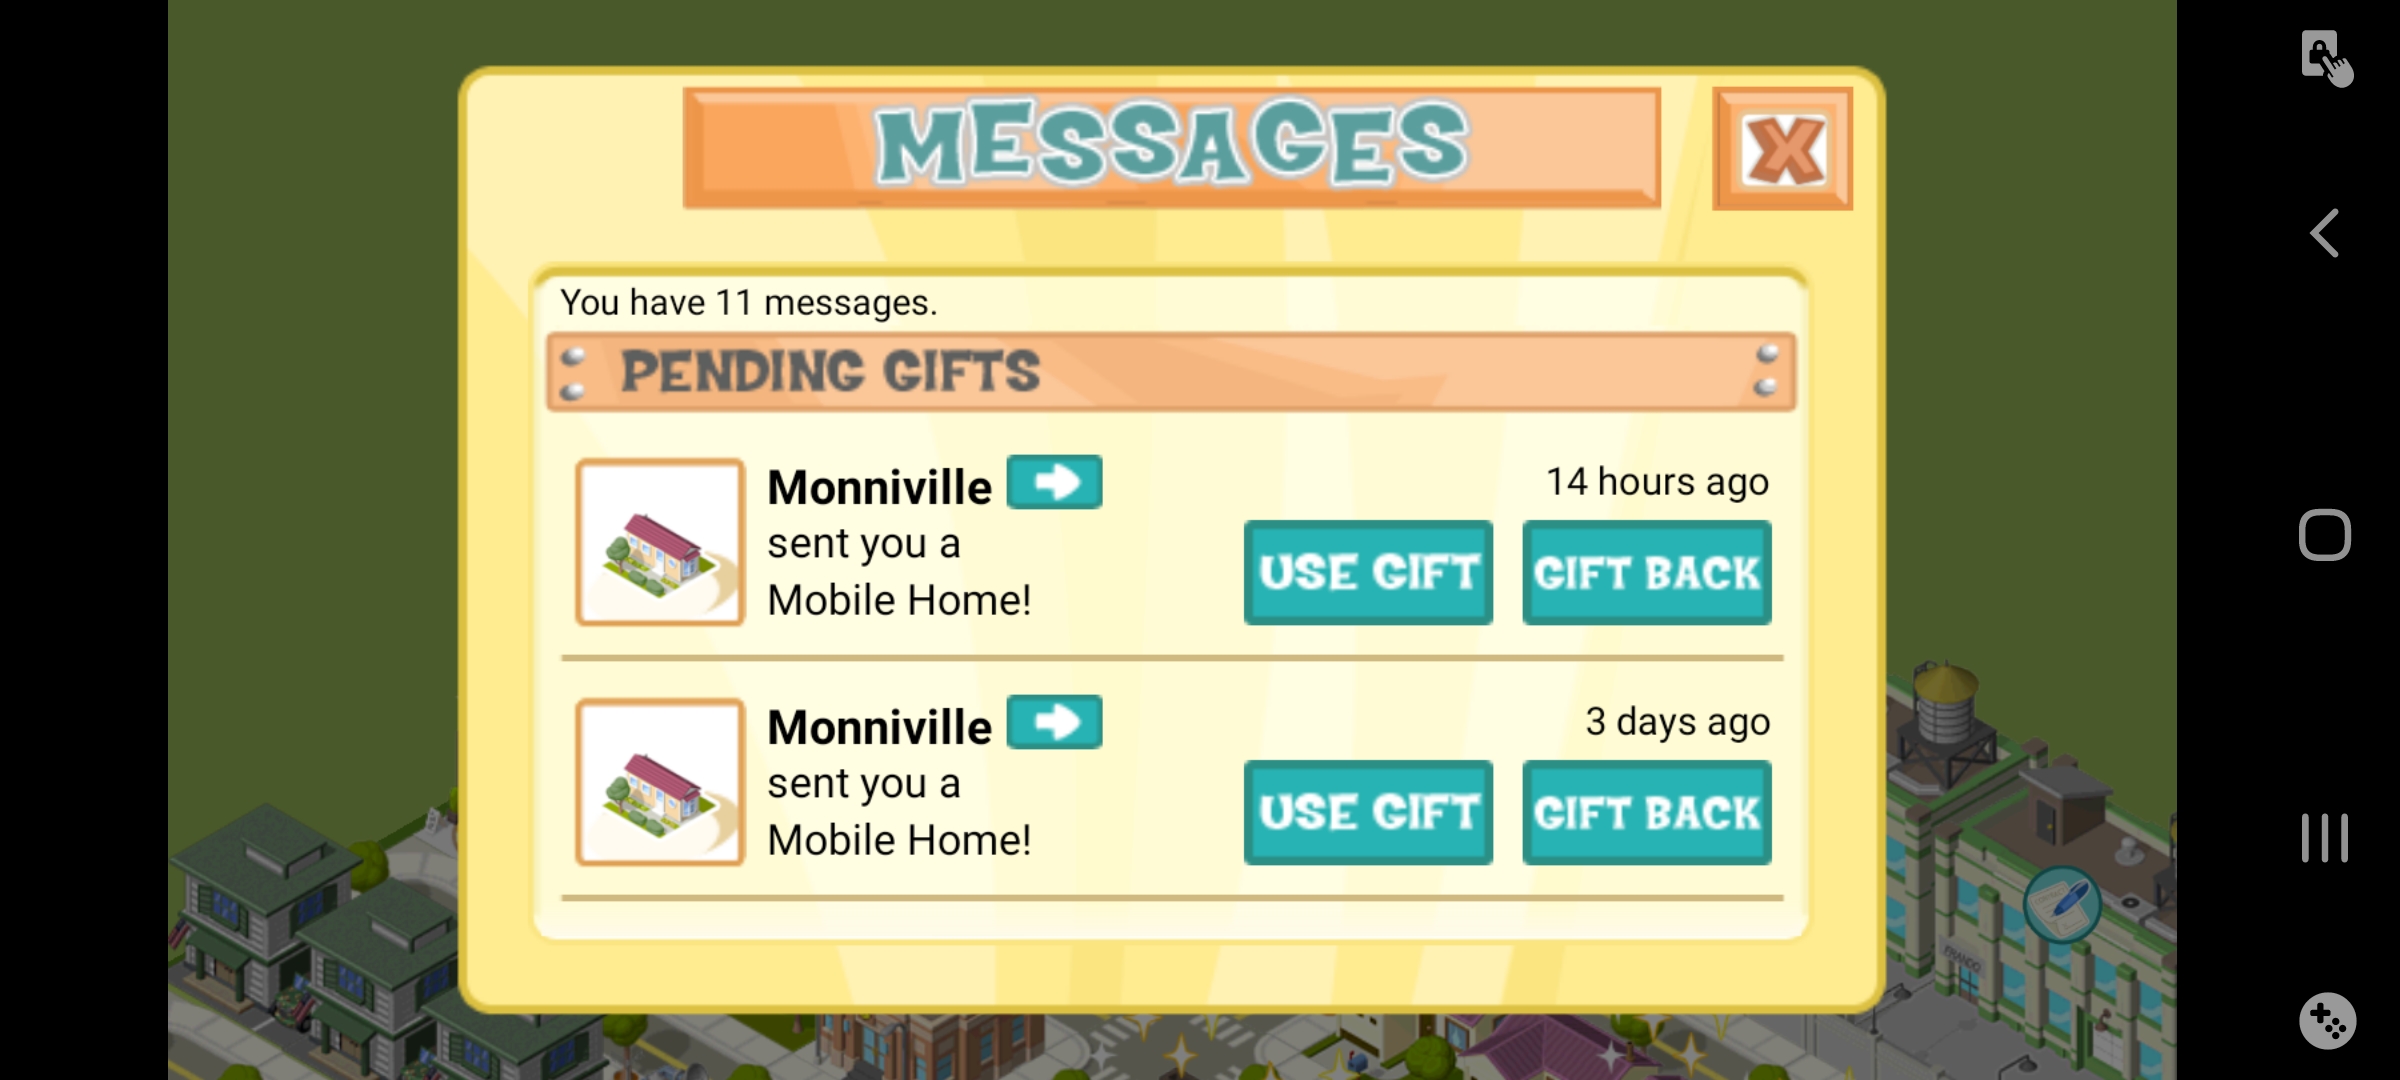 MESSAGES
X
You have 11 messages.
PENDING GIFTS
Monniville
14 hours ago
sent you a
Mobile Home!
USE GIFT
GIFT BACK
Monniville
3 days ago
sent you a
Mobile Home!
USE GIFT
GIFT BACK